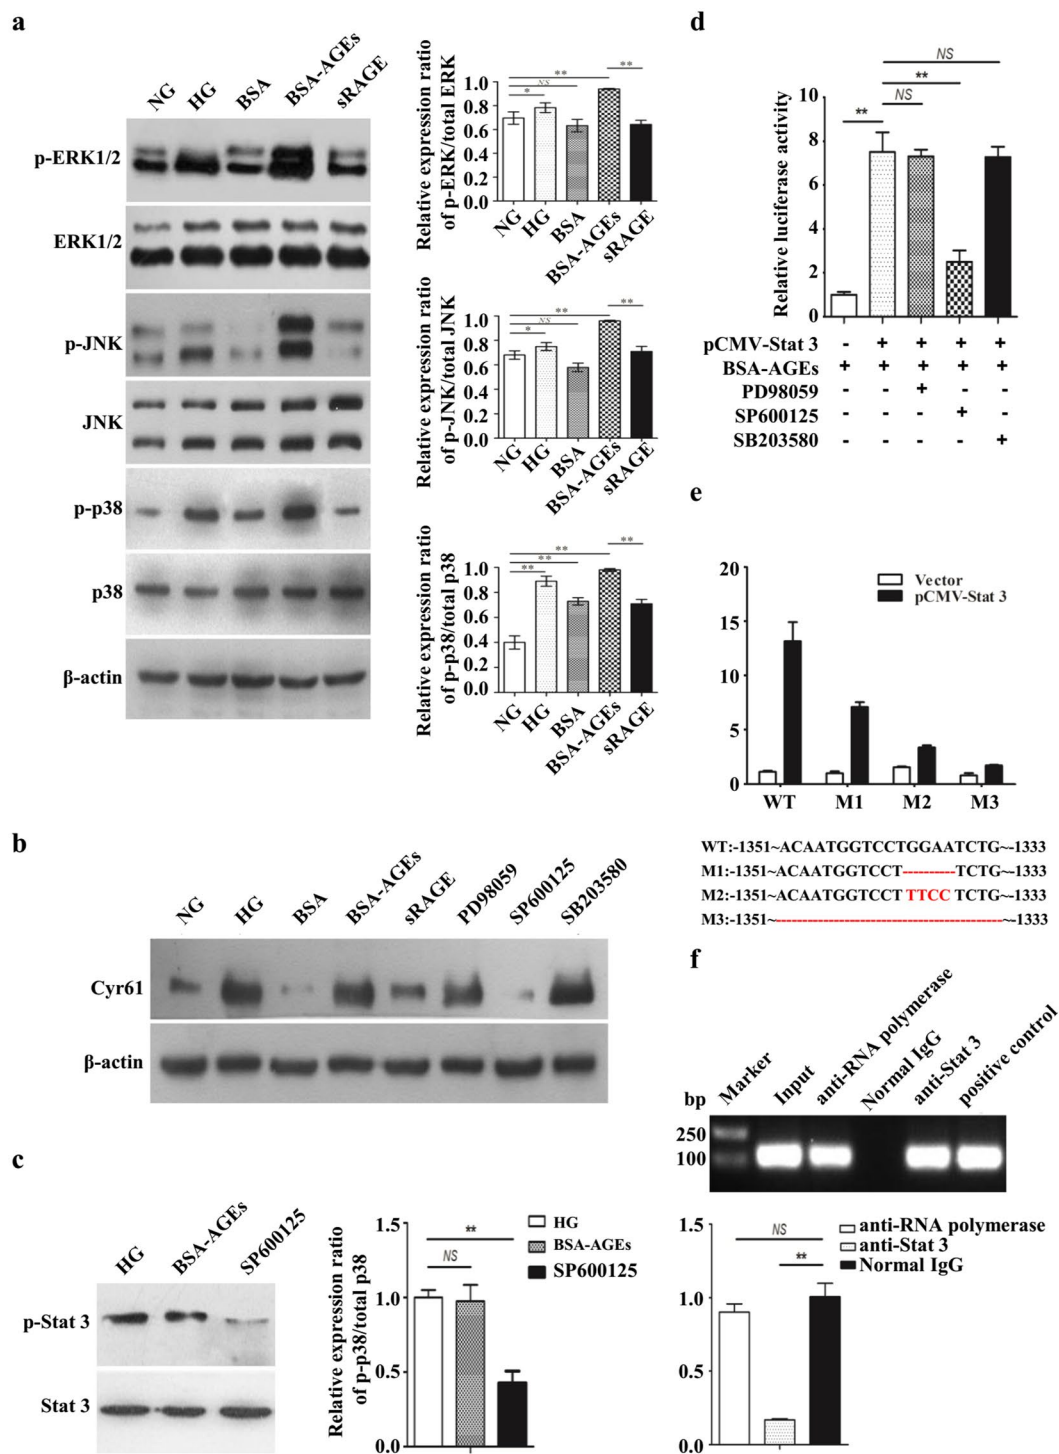 a
NG
HG
BSA
BSA-AGEs
sRAGE
p-ERK1/2
ERK1/2
p-JNK
JNK
p-p38
p38
β-actin
Relative expression ratio
of p-ERK/total ERK
1.0
0.8
0.6
0.4
0.2
0.0
**
NS
**
*
NG
HG
BSA
BSA-AGEs
sRAGE
Relative expression ratio
of p-JNK/total JNK
1.0
0.8
0.6
0.4
0.2
0.0
**
NS
**
*
NG
HG
BSA
BSA-AGEs
sRAGE
Relative expression ratio
of p-p38/total p38
1.0
0.8
0.6
0.4
0.2
0.0
**
**
**
**
NG
HG
BSA
BSA-AGEs
sRAGE
b
NG
HG
BSA
BSA-AGEs
sRAGE
PD98059
SP600125
SB203580
Cyr61
β-actin
c
HG
BSA-AGEs
SP600125
p-Stat 3
Stat 3
Relative expression ratio
of p-p38/total p38
1.5
1.0
0.5
0.0
**
NS
HG
BSA-AGEs
SP600125
d
Relative luciferase activity
10
8
6
4
2
0
NS
**
** NS
pCMV-Stat 3 - + + + +
BSA-AGEs + + + + +
PD98059 - - + - -
SP600125 - - - + -
SB203580 - - - - +
e
20
15
10
5
0
Vector
pCMV-Stat 3
WT M1 M2 M3
WT:-1351~ACAATGGTCCTGGAATCTG~-1333
M1:-1351~ACAATGGTCCT----------TCTG~-1333
M2:-1351~ACAATGGTCCT TTCC TCTG~-1333
M3:-1351~--------------------------------------------~-1333
f
Marker
Input
anti-RNA polymerase
Normal IgG
anti-Stat 3
positive control
bp
250
100
1.5
1.0
0.5
0.0
NS
**
anti-RNA polymerase
anti-Stat 3
Normal IgG